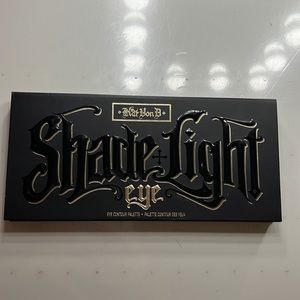 Kat Von D
Shade + Light
eye
EYE CONTOUR PALETTE • PALETTE CONTOUR DES YEUX